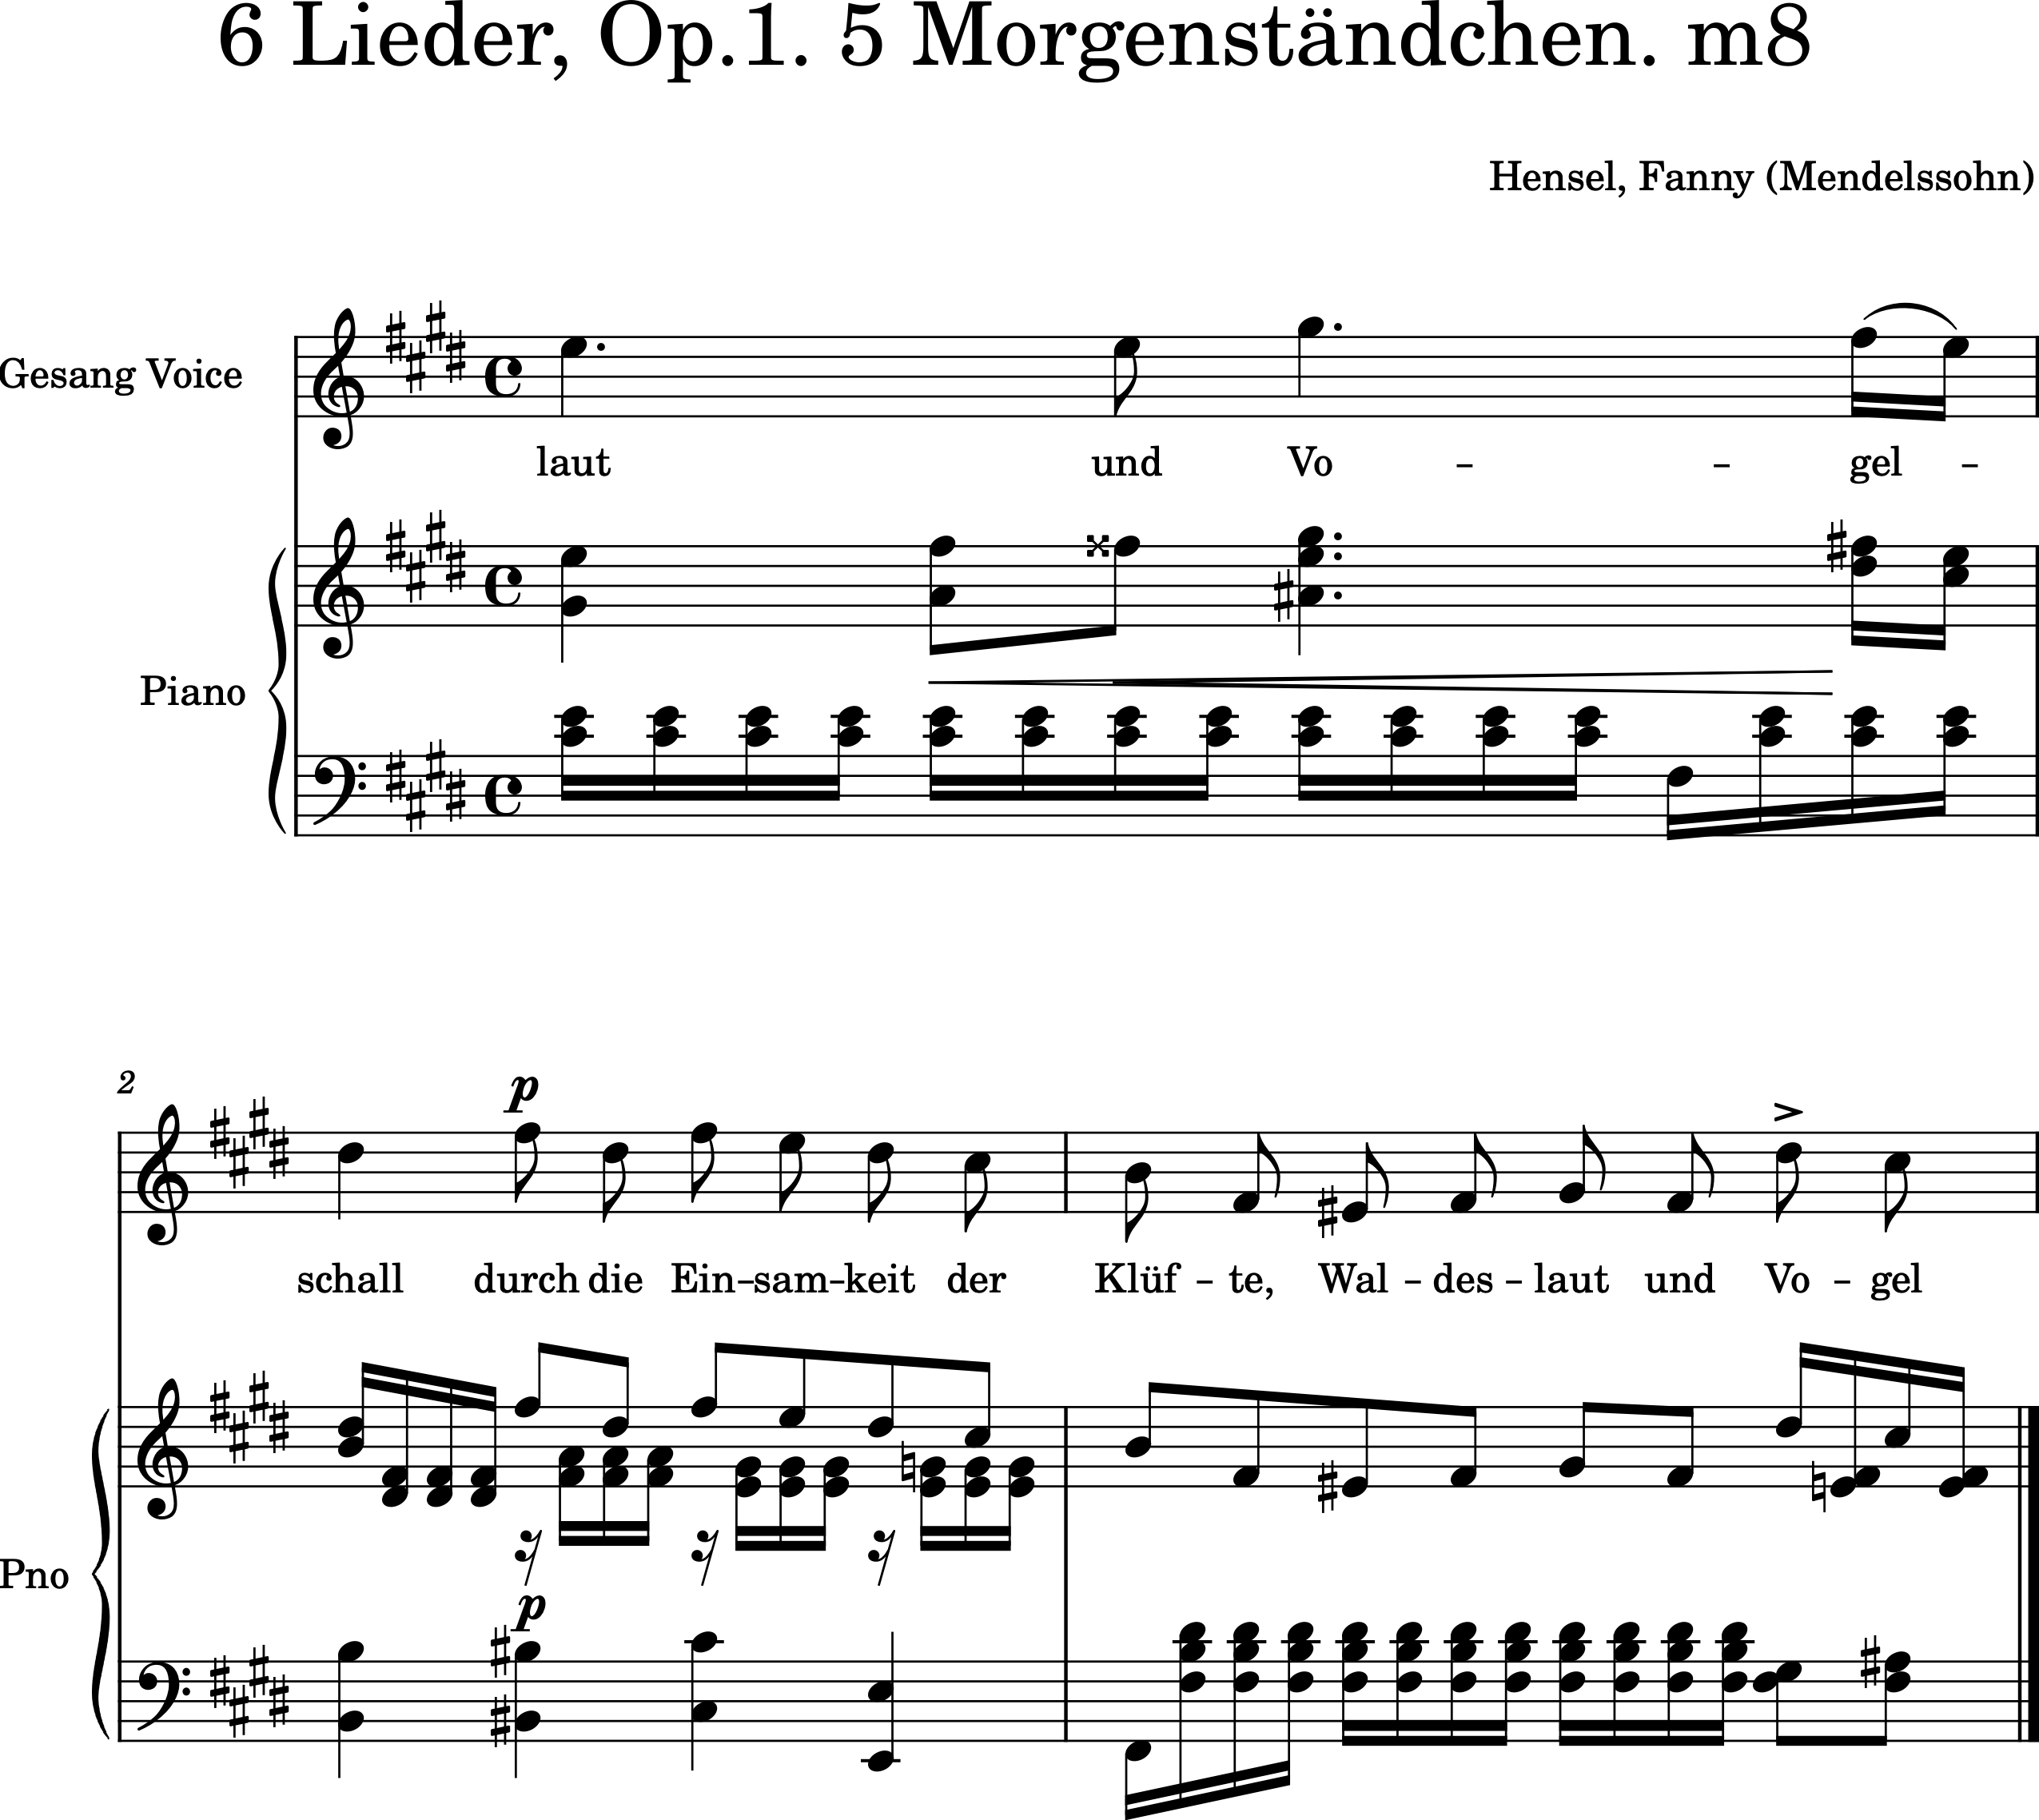 6 Lieder, Op.1. 5 Morgenständchen. m8
Hensel, Fanny (Mendelssohn)
Gesang Voice
laut und Vo - - gel -
Piano
2
p
schall durch die Ein-sam-keit der Klüf - te, Wal - des - laut und Vo - gel
Pno
p